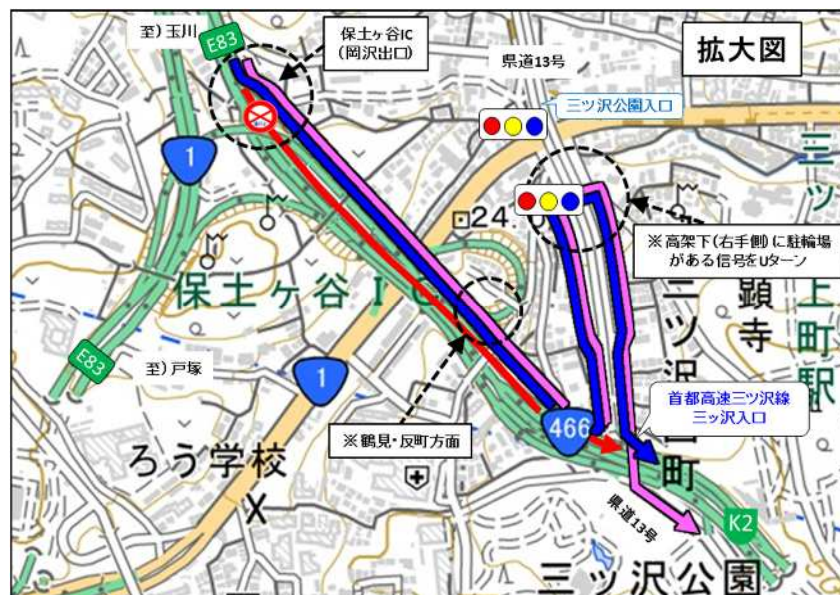 至）玉川
E83
保土ヶ谷IC
（岡沢出口）
県道13号
拡大図
三ツ沢公園入口
1
24.
※高架下（右手側）に駐輪場
がある信号をUターン
保土ヶ谷IC
三ツ
上町駅
顕寺
三ツ沢
町
E83
至）戸塚
1
※鶴見・反町方面
466
首都高速三ツ沢線
三ッ沢入口
ろう学校
県道13号
K2
三ツ沢公園